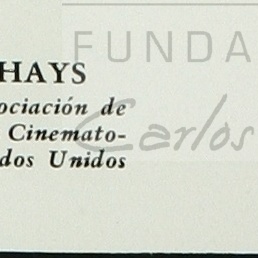 FUNDA
HAYS
ociación de
Carlos
Cinemato-
dos Unidos